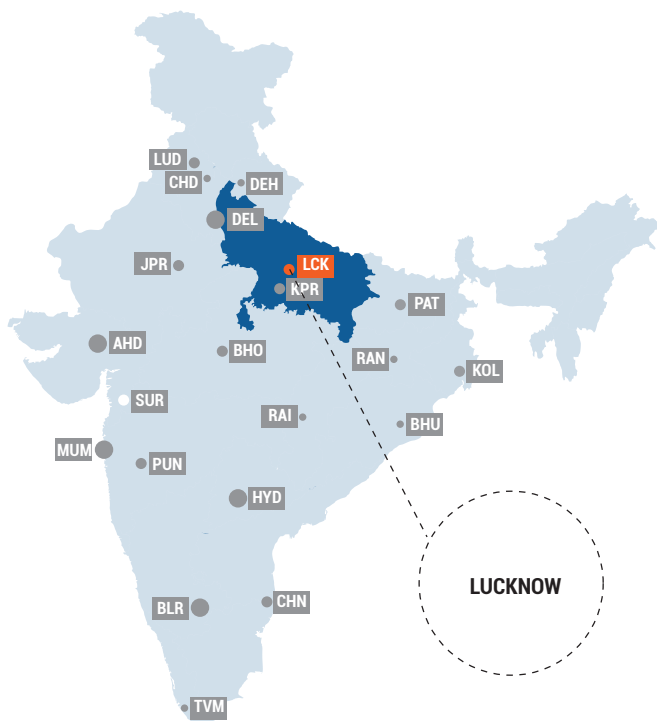 LUD
CHD
DEH
DEL
JPR
LCK
KPR
PAT
AHD
BHO
RAN
KOL
SUR
RAI
BHU
MUM
PUN
HYD
LUCKNOW
BLR
CHN
TVM